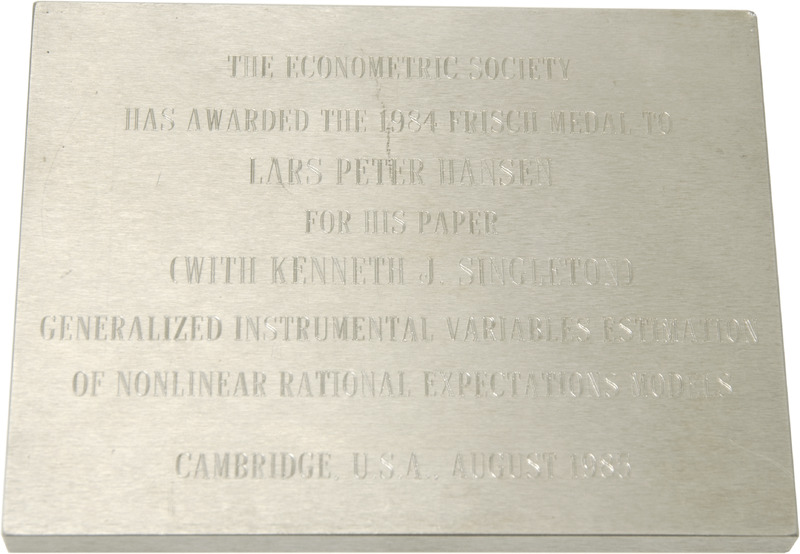 THE ECONOMETRIC SOCIETY
HAS AWARDED THE 1984 FRISCH MEDAL TO
LARS PETER HANSEN
FOR HIS PAPER
(WITH KENNETH J. SINGLETON)
GENERALIZED INSTRUMENTAL VARIABLES ESTIMATION
OF NONLINEAR RATIONAL EXPECTATIONS MODELS
CAMBRIDGE, U.S.A., AUGUST 1985